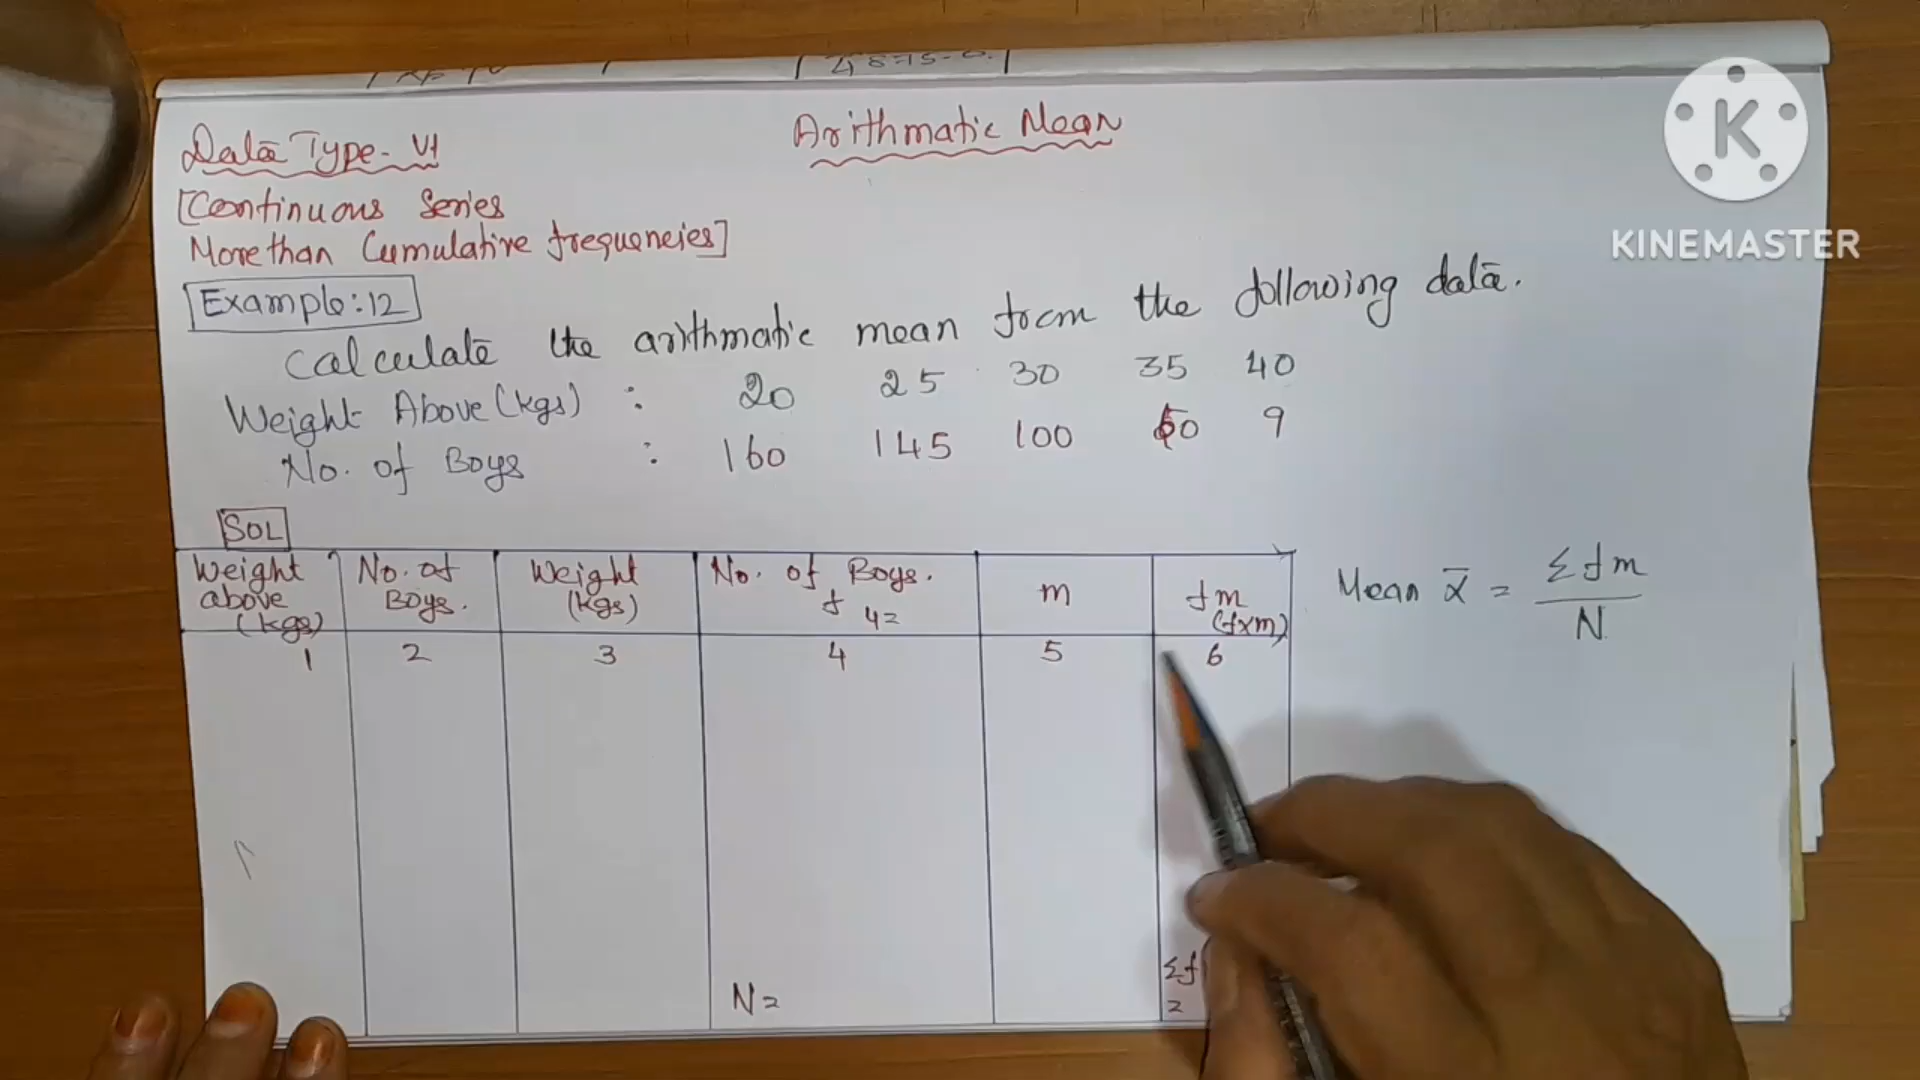 Arithmatic Mean
Data Type - VI
[Continuous Series
More than Cumulative frequencies]
Example: 12
Calculate the arithmatic mean from the following data.
Weight Above (kgs) : 20 25 30 35 40
No. of Boys : 160 145 100 60 9
SOL
Weight above (kgs) No. of Boys. Weight (kgs) No. of Boys. f 4= m fm (f×m)
1 2 3 4 5 6
Mean x̄ = Σfm / N
N =
Σf
=
K
KINEMASTER